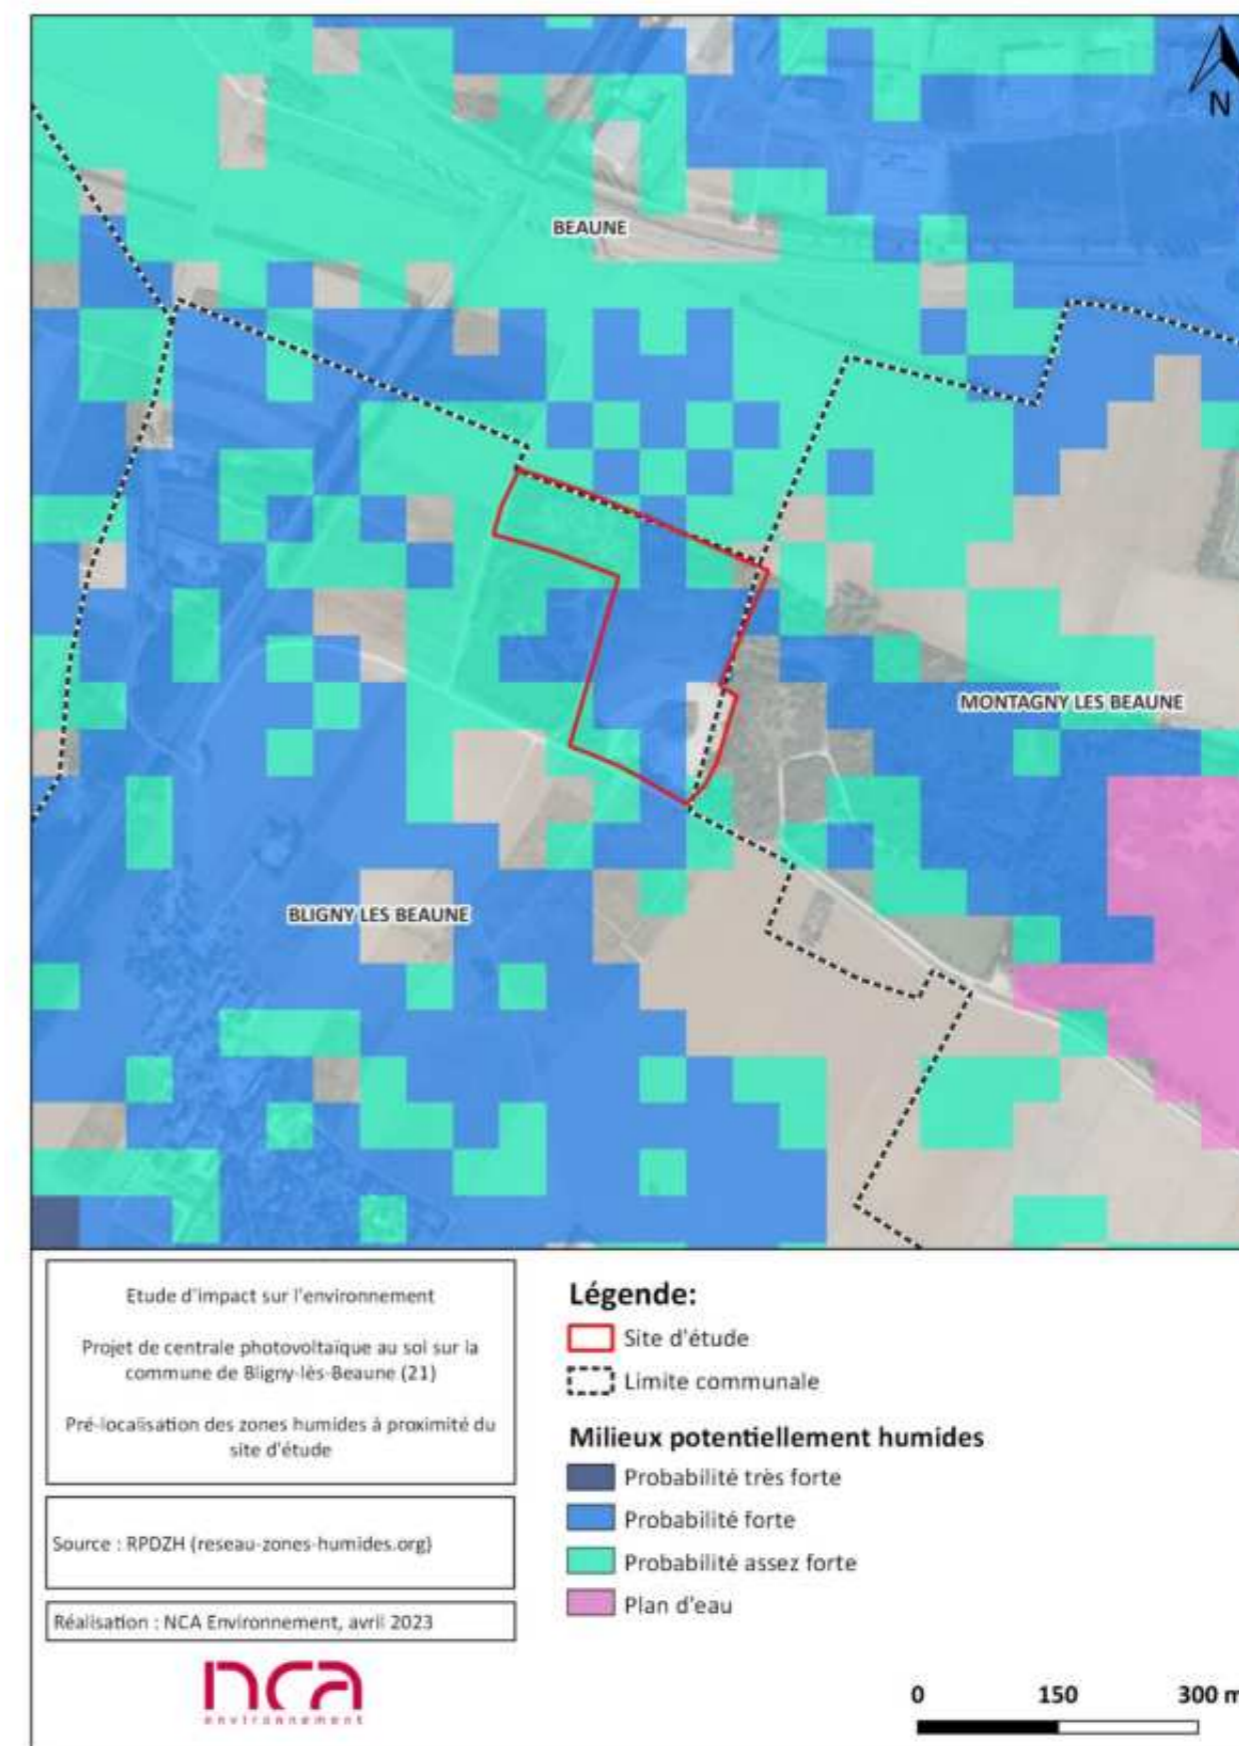 N
BEAUNE
MONTAGNY LES BEAUNE
BLIGNY LES BEAUNE
Etude d'impact sur l'environnement
Projet de centrale photovoltaïque au sol sur la
commune de Bligny-lès-Beaune (21)
Pré-localisation des zones humides à proximité du
site d'étude
Source : RPDZH (reseau-zones-humides.org)
Réalisation : NCA Environnement, avril 2023
nca
environnement
Légende:
Site d'étude
Limite communale
Milieux potentiellement humides
Probabilité très forte
Probabilité forte
Probabilité assez forte
Plan d'eau
0 150 300 m